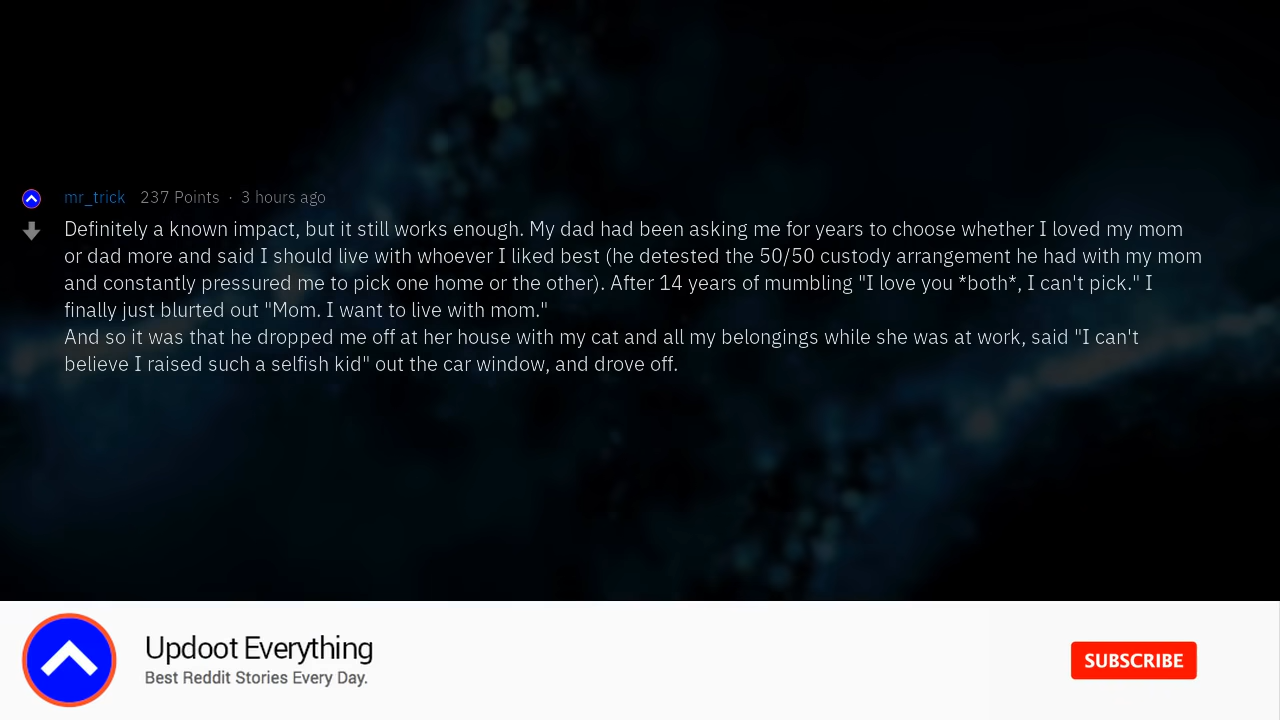 mr_trick 237 Points · 3 hours ago
Definitely a known impact, but it still works enough. My dad had been asking me for years to choose whether I loved my mom
or dad more and said I should live with whoever I liked best (he detested the 50/50 custody arrangement he had with my mom
and constantly pressured me to pick one home or the other). After 14 years of mumbling "I love you *both*, I can't pick." I
finally just blurted out "Mom. I want to live with mom."
And so it was that he dropped me off at her house with my cat and all my belongings while she was at work, said "I can't
believe I raised such a selfish kid" out the car window, and drove off.
Updoot Everything
Best Reddit Stories Every Day.
SUBSCRIBE